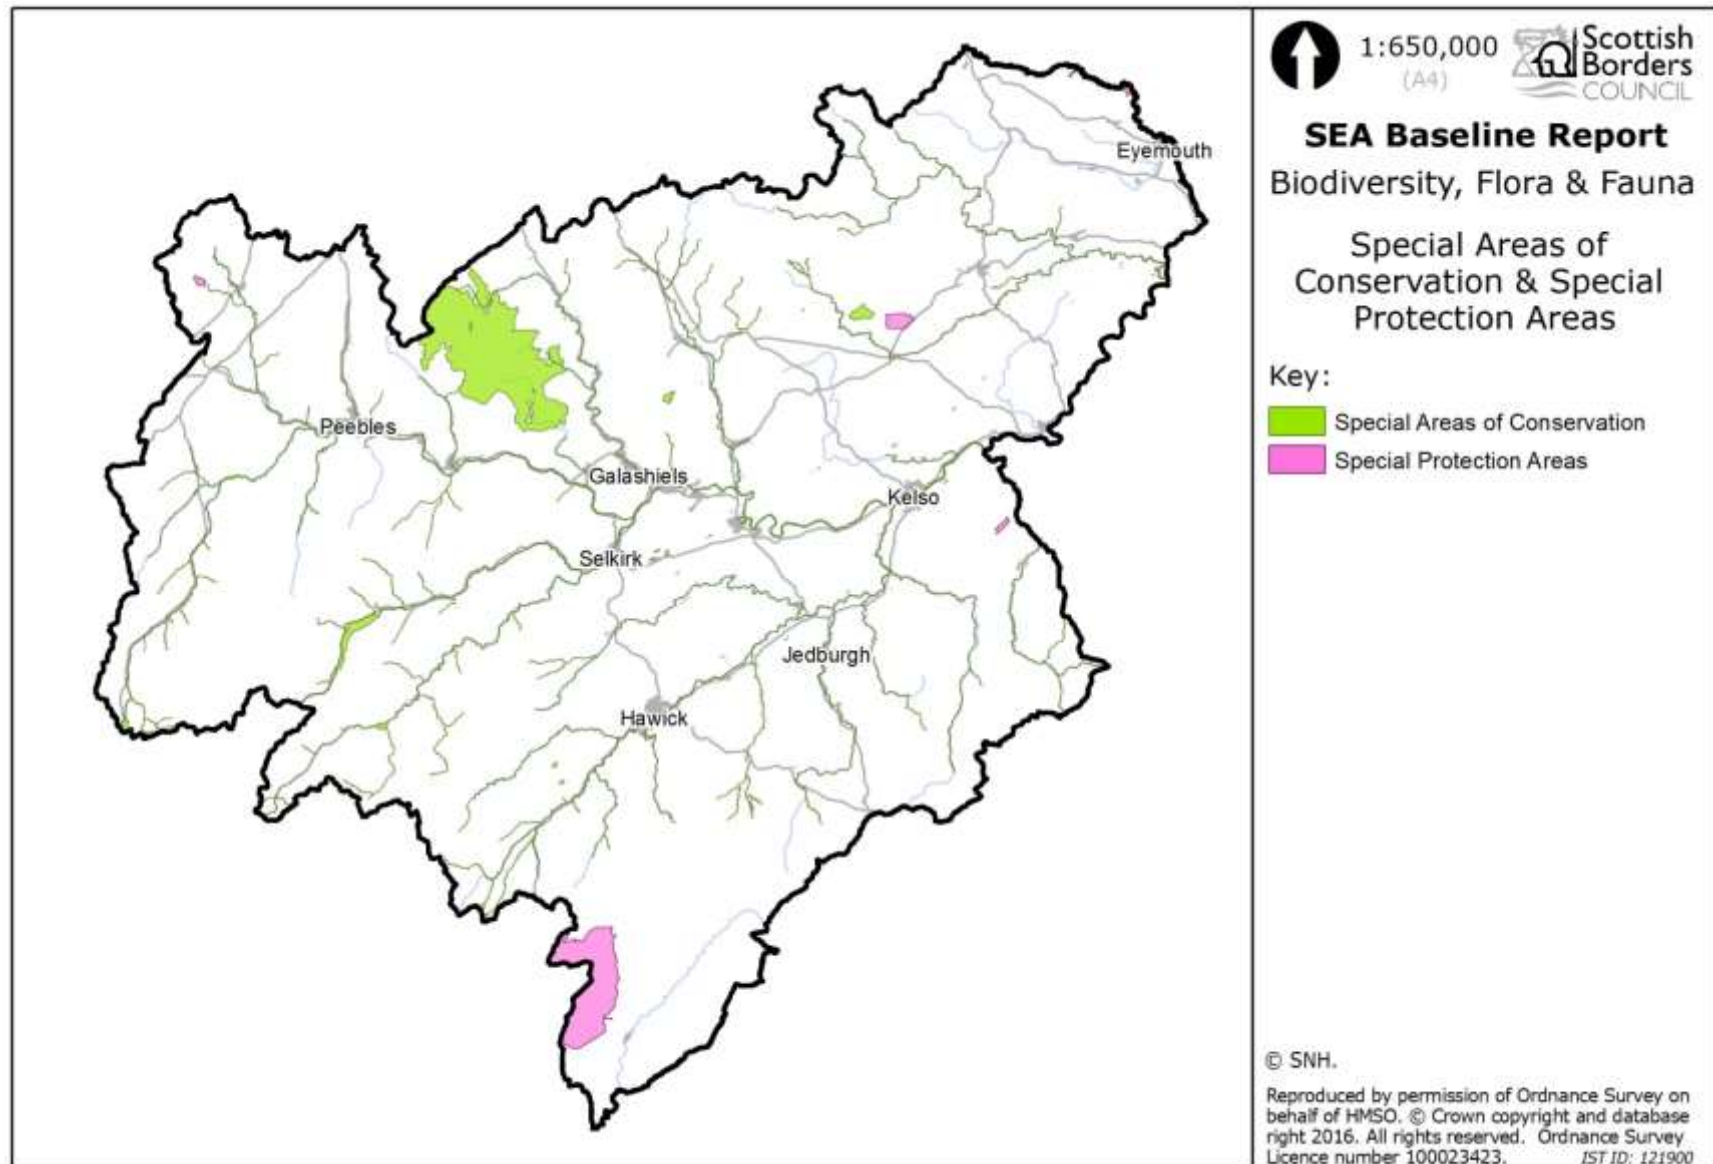 Eyemouth
Peebles
Galashiels
Kelso
Selkirk
Jedburgh
Hawick
1:650,000
(A4)
Scottish
Borders
COUNCIL
SEA Baseline Report
Biodiversity, Flora & Fauna
Special Areas of
Conservation & Special
Protection Areas
Key:
Special Areas of Conservation
Special Protection Areas
© SNH.
Reproduced by permission of Ordnance Survey on
behalf of HMSO. © Crown copyright and database
right 2016. All rights reserved. Ordnance Survey
Licence number 100023423. IST ID: 121900